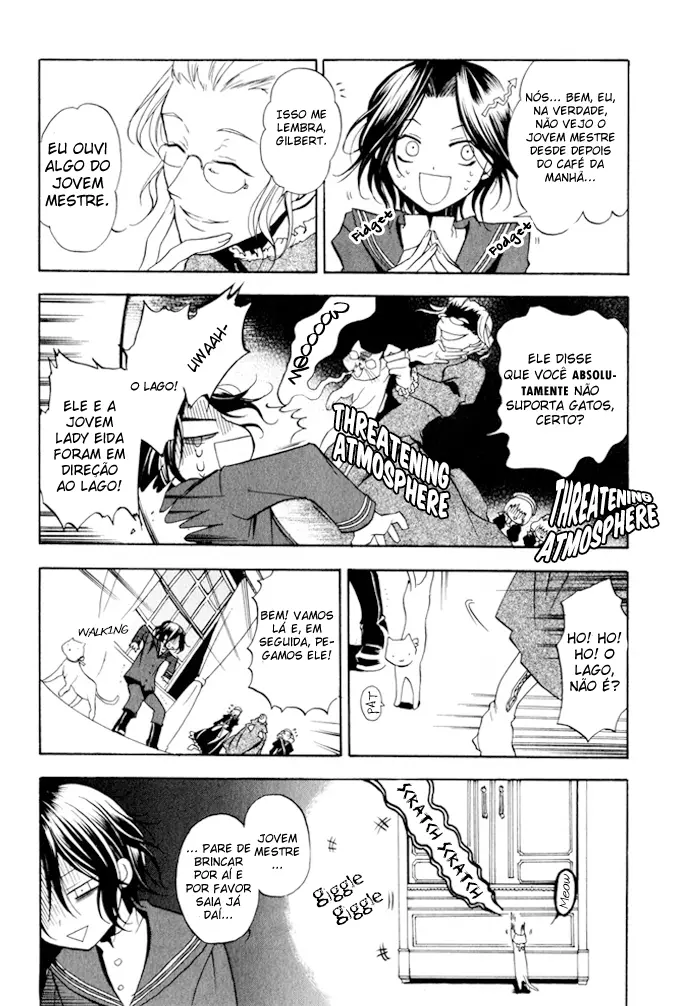 NÓS... BEM, EU,
NA VERDADE,
NÃO VEJO O
JOVEM MESTRE
DESDE DEPOIS
DO CAFÉ DA
MANHÃ...
Fidget
Fodget
ISSO ME
LEMBRA,
GILBERT.
EU OUVI
ALGO DO
JOVEM
MESTRE.
ELE DISSE
QUE VOCÊ ABSOLU-
TAMENTE NÃO
SUPORTA GATOS,
CERTO?
THREATENING
ATMOSPHERE
THREATENING
ATMOSPHERE
MOOOOON
UWAAH-
O LAGO!
ELE E A
JOVEM
LADY EIDA
FORAM EM
DIREÇÃO
AO LAGO!
HO! HO!
HO! O
LAGO,
NÃO É?
PAT
BEM! VAMOS
LÁ E, EM
SEGUIDA, PE-
GAMOS ELE!
WALKING
SKATCH SKATCH
Meow
giggle
giggle
JOVEM
MESTRE
...
... PARE DE
BRINCAR
POR AÍ E
POR FAVOR
SAIA JÁ
DAÍ...